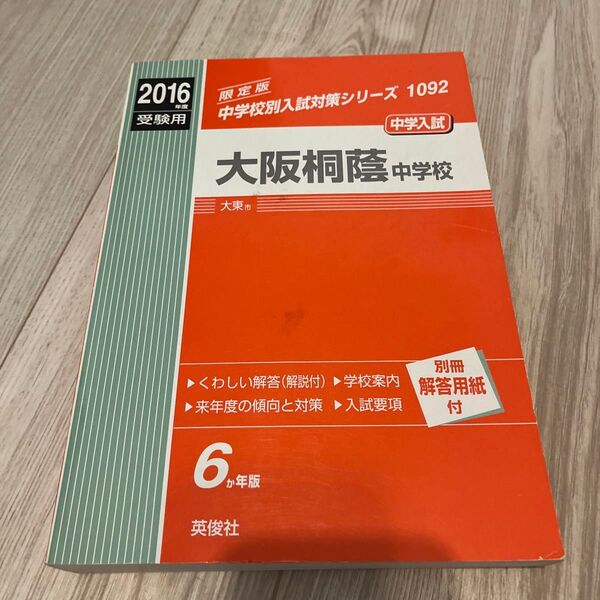 2016年度
受験用
限定版
中学校別入試対策シリーズ 1092
中学入試
大阪桐蔭中学校
大東市
▶くわしい解答(解説付) ▶学校案内
▶来年度の傾向と対策 ▶入試要項
別冊
解答用紙
付
6か年版
英俊社